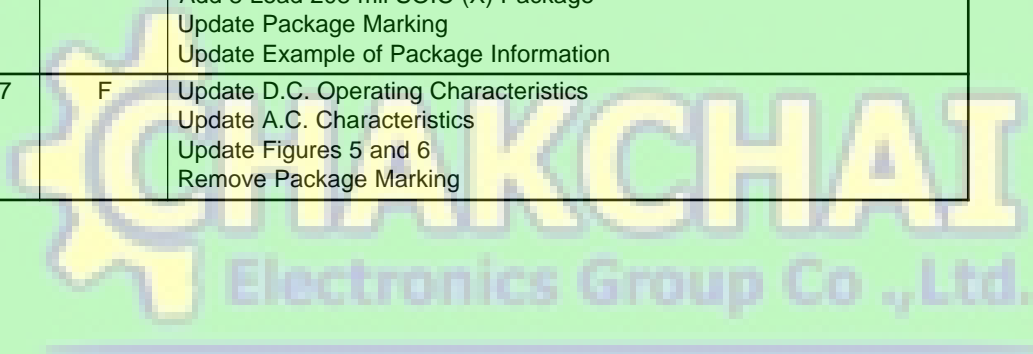 Update Package Marking
Update Example of Package Information
7 F Update D.C. Operating Characteristics
Update A.C. Characteristics
Update Figures 5 and 6
Remove Package Marking
CHAKCHAI
Electronics Group Co .,Ltd.